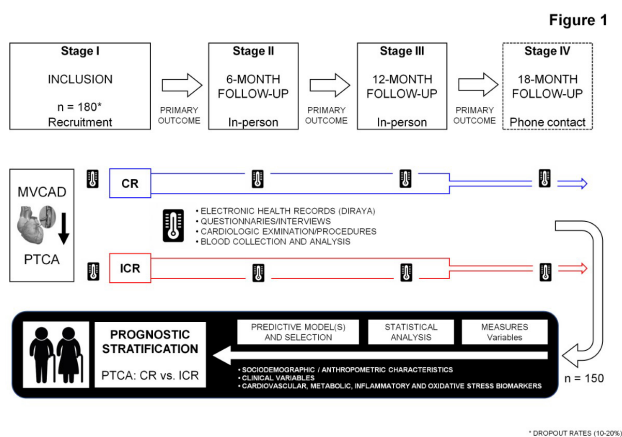 Figure 1
Stage I
INCLUSION
n = 180*
Recruitment
PRIMARY
OUTCOME
Stage II
6-MONTH
FOLLOW-UP
In-person
PRIMARY
OUTCOME
Stage III
12-MONTH
FOLLOW-UP
In-person
PRIMARY
OUTCOME
Stage IV
18-MONTH
FOLLOW-UP
Phone contact
MVCAD
PTCA
CR
• ELECTRONIC HEALTH RECORDS (DIRAYA)
• QUESTIONNARIES/INTERVIEWS
• CARDIOLOGIC EXMINATION/PROCEDURES
• BLOOD COLLECTION AND ANALYSIS
ICR
PROGNOSTIC
STRATIFICATION
PTCA: CR vs. ICR
PREDICTIVE MODEL(S)
AND SELECTION
STATISTICAL
ANALYSIS
MEASURES
Variables
• SOCIODEMOGRAPHIC / ANTHROPOMETRIC CHARACTERISTICS
• CLINICAL VARIABLES
• CARDIOVASCULAR, METABOLIC, INFLAMMATORY AND OXIDATIVE STRESS BIOMARKERS
n = 150
* DROPOUT RATES (10-20%)